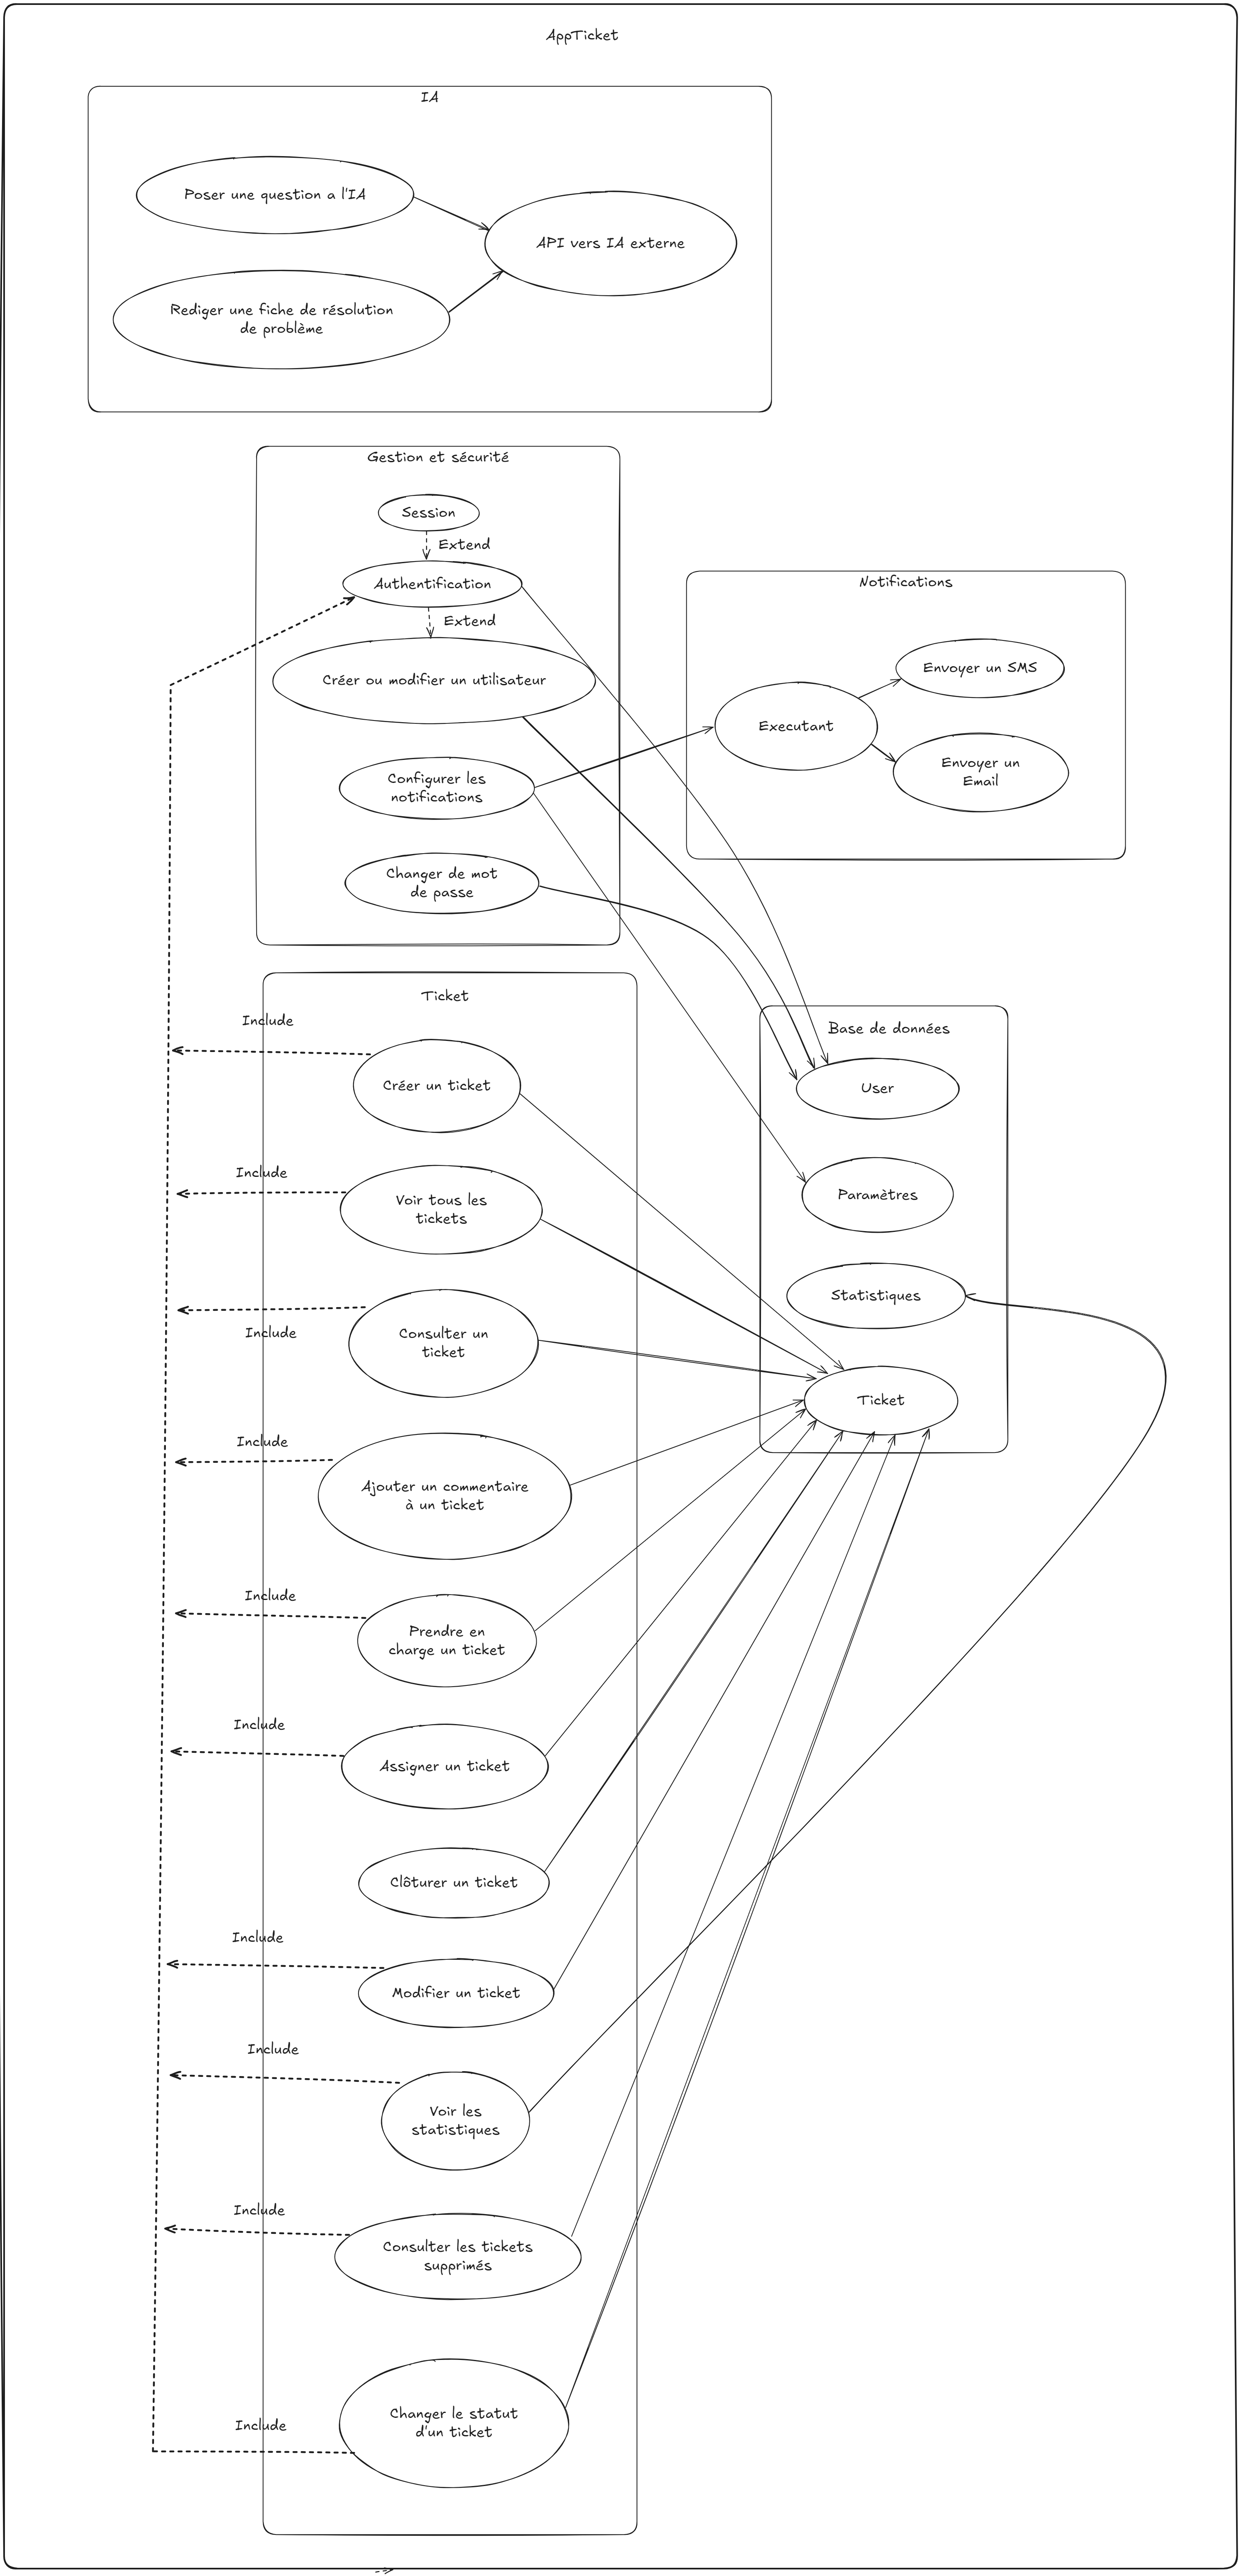 AppTicket
IA
Poser une question a l'IA
API vers IA externe
Rediger une fiche de résolution
de problème
Gestion et sécurité
Session
Extend
Authentification
Extend
Créer ou modifier un utilisateur
Configurer les
notifications
Changer de mot
de passe
Notifications
Envoyer un SMS
Executant
Envoyer un
Email
Ticket
Include
Créer un ticket
Include
Voir tous les
tickets
Include
Consulter un
ticket
Include
Ajouter un commentaire
à un ticket
Include
Prendre en
charge un ticket
Include
Assigner un ticket
Clôturer un ticket
Include
Modifier un ticket
Include
Voir les
statistiques
Include
Consulter les tickets
supprimés
Include
Changer le statut
d'un ticket
Base de données
User
Paramètres
Statistiques
Ticket